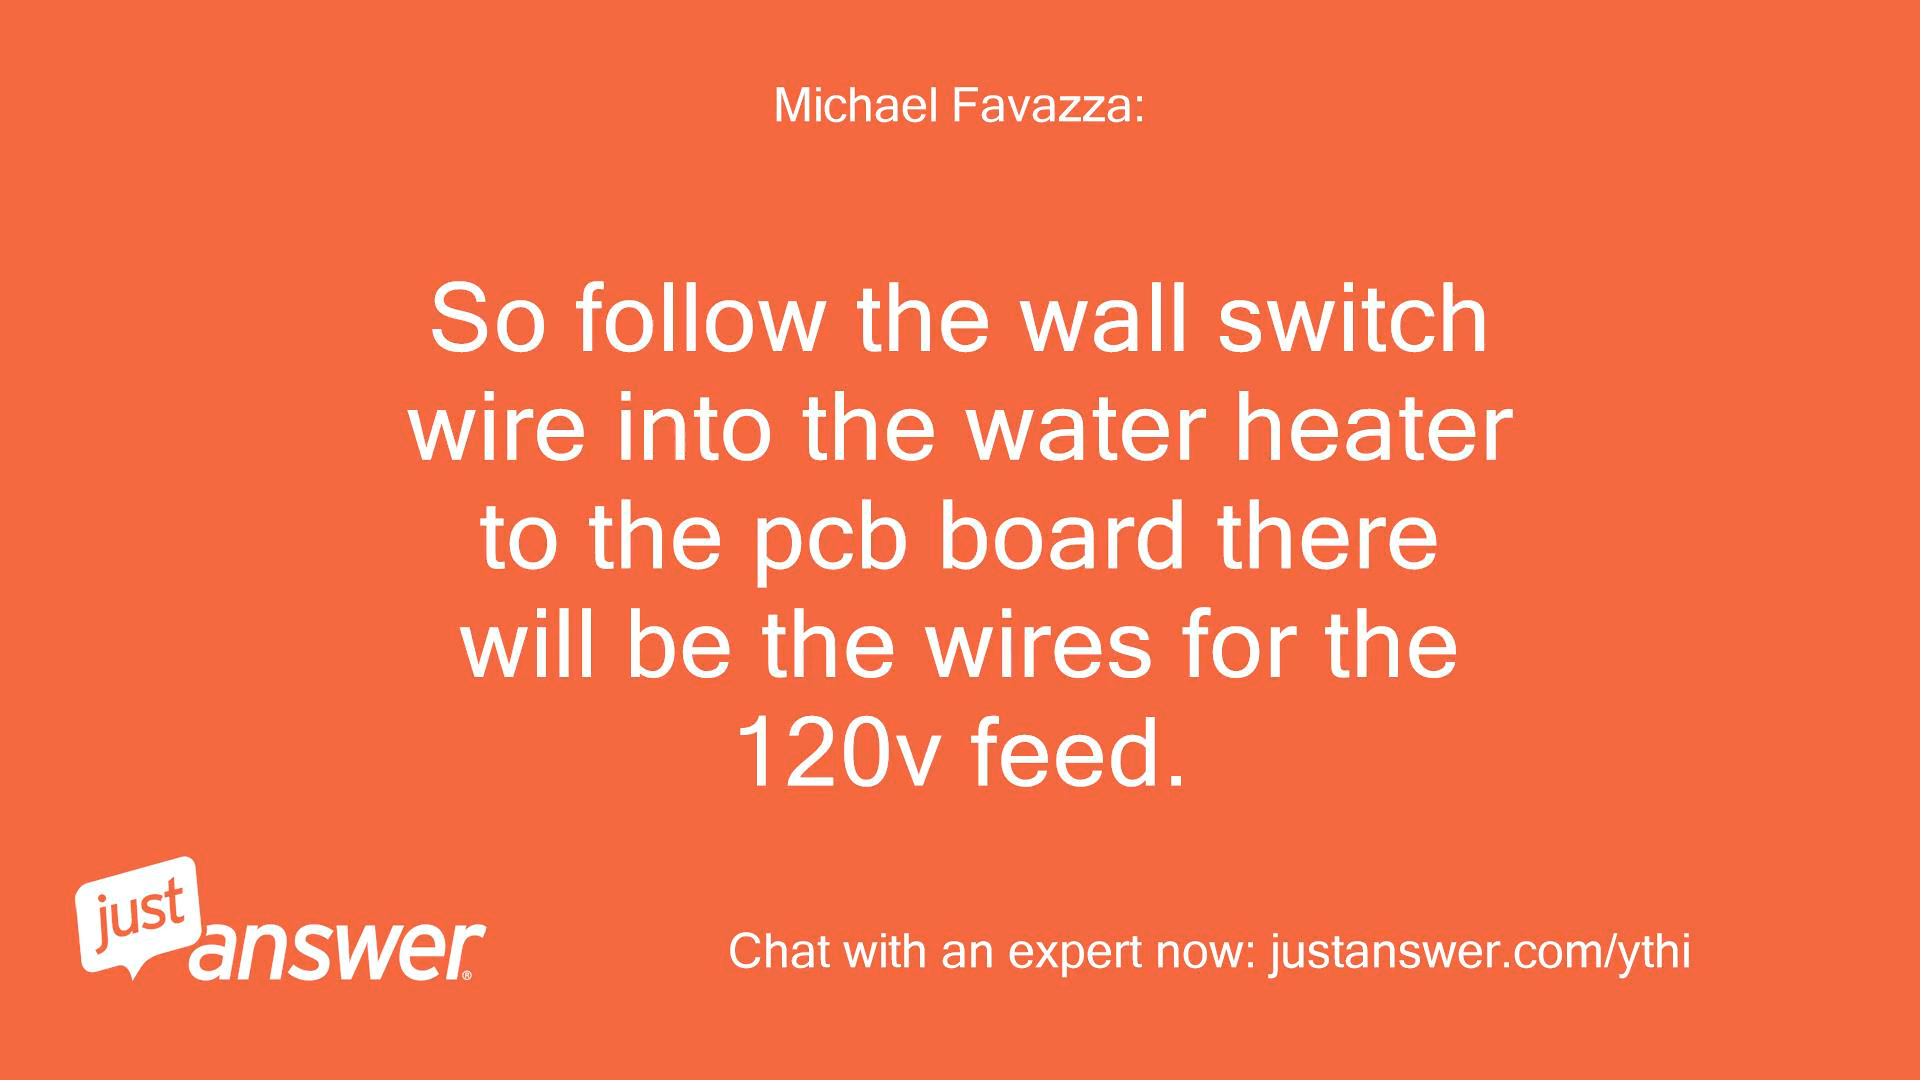 Michael Favazza:
So follow the wall switch
wire into the water heater
to the pcb board there
will be the wires for the
120v feed.
just
answer®
Chat with an expert now: justanswer.com/ythi